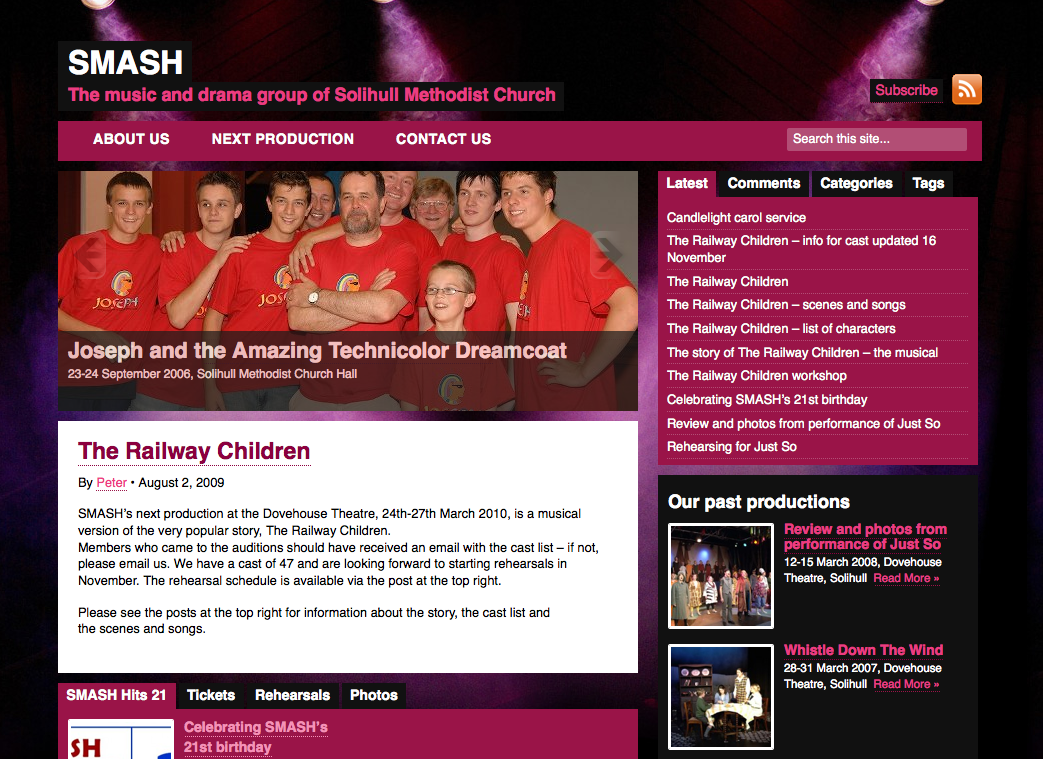 SMASH
The music and drama group of Solihull Methodist Church
Subscribe
ABOUT US NEXT PRODUCTION CONTACT US
Search this site...
JOSEPH
Joseph and the Amazing Technicolor Dreamcoat
23-24 September 2006, Solihull Methodist Church Hall
The Railway Children
By Peter • August 2, 2009
SMASH's next production at the Dovehouse Theatre, 24th-27th March 2010, is a musical
version of the very popular story, The Railway Children.
Members who came to the auditions should have received an email with the cast list – if not,
please email us. We have a cast of 47 and are looking forward to starting rehearsals in
November. The rehearsal schedule is available via the post at the top right.
Please see the posts at the top right for information about the story, the cast list and
the scenes and songs.
SMASH Hits 21 Tickets Rehearsals Photos
SH
Celebrating SMASH's
21st birthday
Latest Comments Categories Tags
Candlelight carol service
The Railway Children – info for cast updated 16
November
The Railway Children
The Railway Children – scenes and songs
The Railway Children – list of characters
The story of The Railway Children – the musical
The Railway Children workshop
Celebrating SMASH's 21st birthday
Review and photos from performance of Just So
Rehearsing for Just So
Our past productions
Review and photos from
performance of Just So
12-15 March 2008, Dovehouse
Theatre, Solihull Read More »
Whistle Down The Wind
28-31 March 2007, Dovehouse
Theatre, Solihull Read More »